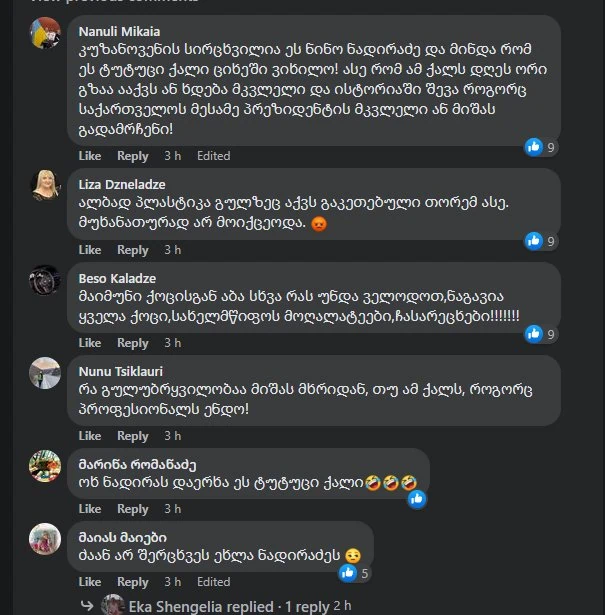 View previous comments
Nanuli Mikaia
კუზანოვენის სირცხვილია ეს ნინო ნადირაძე და მინდა რომ
ეს ტუტუცი ქალი ციხეში ვიხილო! ასე რომ ამ ქალს დღეს ორი
გზაა ააქვს ან ხდება მკვლელი და ისტორიაში შევა როგორც
საქართველოს მესამე პრეზიდენტის მკვლელი ან მიშას
გადამრჩენი!
9
Like Reply 3 h Edited
Liza Dzneladze
ალბად პლასტიკა გულზეც აქვს გაკეთებული თორემ ასე.
მუხანათურად არ მოიქცეოდა. 😡
9
Like Reply 3 h
Beso Kaladze
მაიმუნი ქოცისგან აბა სხვა რას უნდა ველოდოთ,ნაგავია
ყველა ქოცი,სახელმწიფოს მოღალატეები,ჩასარეცხები!!!!!!!
9
Like Reply 3 h
Nunu Tsiklauri
რა გულუბრყვილობაა მიშას მხრიდან, თუ ამ ქალს, როგორც
პროფესიონალს ენდო!
Like Reply 3 h
მარინა რომანაძე
ოხ ნადირას დაერხა ეს ტუტუცი ქალი🤣🤣🤣
Like Reply 3 h
მაიას მაიები
ძაან არ შერცხვეს ეხლა ნადირაძეს 😒
5
Like Reply 3 h Edited
Eka Shengelia replied · 1 reply 2 h